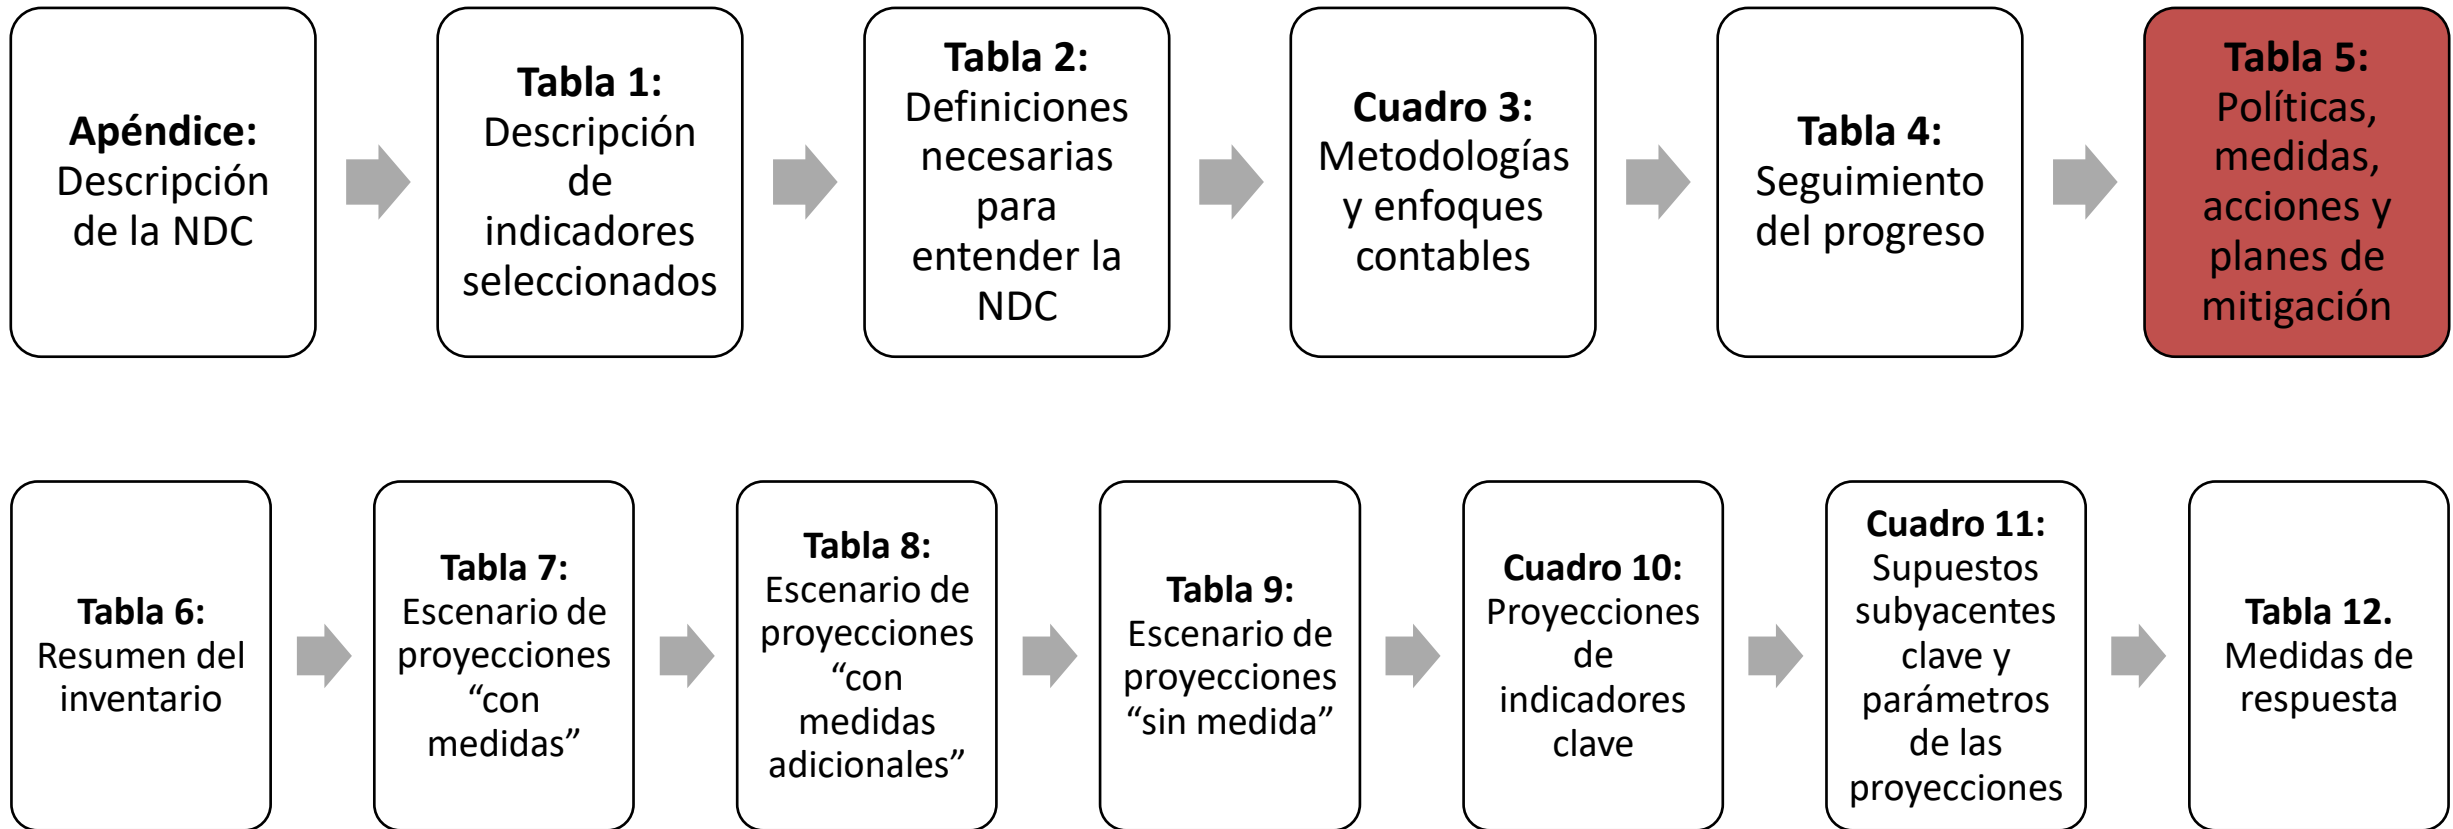 Apéndice:
Descripción
de la NDC
Tabla 1:
Descripción
de
indicadores
seleccionados
Tabla 2:
Definiciones
necesarias
para
entender la
NDC
Cuadro 3:
Metodologías
y enfoques
contables
Tabla 4:
Seguimiento
del progreso
Tabla 5:
Políticas,
medidas,
acciones y
planes de
mitigación
Tabla 6:
Resumen del
inventario
Tabla 7:
Escenario de
proyecciones
“con
medidas”
Tabla 8:
Escenario de
proyecciones
“con
medidas
adicionales”
Tabla 9:
Escenario de
proyecciones
“sin medida”
Cuadro 10:
Proyecciones
de
indicadores
clave
Cuadro 11:
Supuestos
subyacentes
clave y
parámetros
de las
proyecciones
Tabla 12.
Medidas de
respuesta